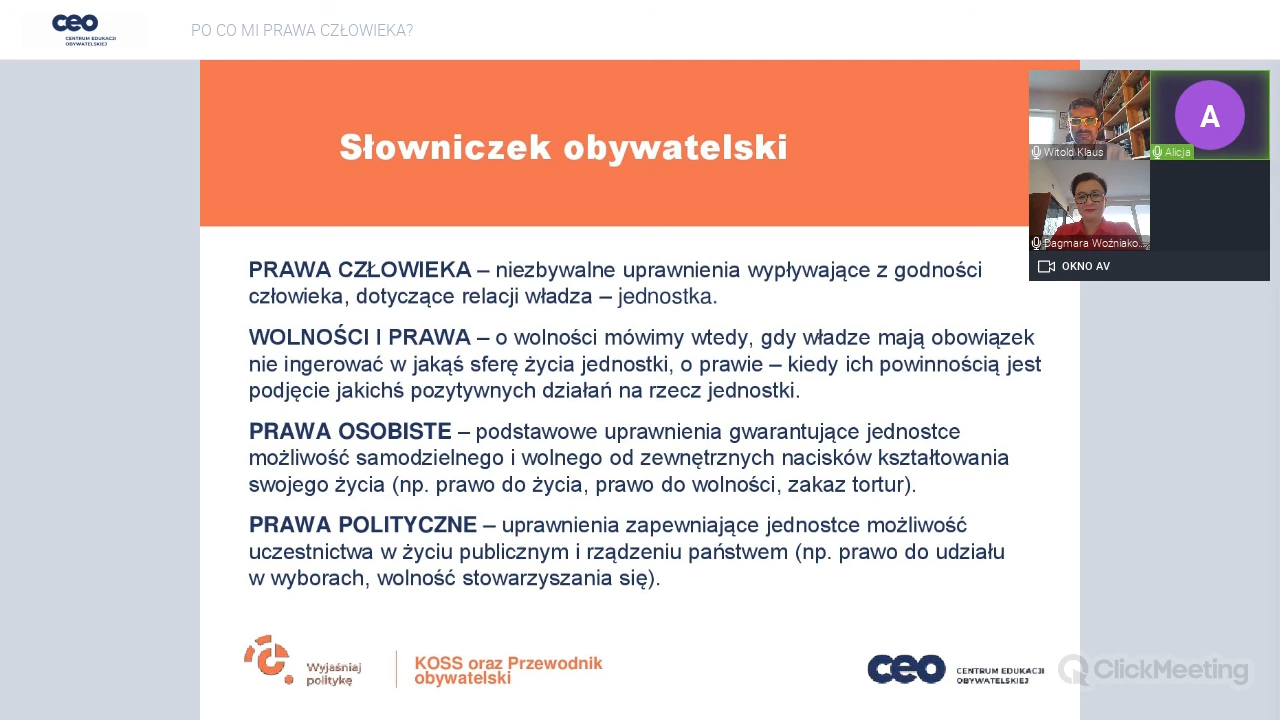 ceo
CENTRUM EDUKACJI
OBYWATELSKIEJ
PO CO MI PRAWA CZŁOWIEKA?
Słowniczek obywatelski
A
Witold Klaus
Alicja
Dagmara Woźniako...
OKNO AV
PRAWA CZŁOWIEKA – niezbywalne uprawnienia wypływające z godności
człowieka, dotyczące relacji władza – jednostka.
WOLNOŚCI I PRAWA – o wolności mówimy wtedy, gdy władze mają obowiązek
nie ingerować w jakąś sferę życia jednostki, o prawie – kiedy ich powinnością jest
podjęcie jakichś pozytywnych działań na rzecz jednostki.
PRAWA OSOBISTE – podstawowe uprawnienia gwarantujące jednostce
możliwość samodzielnego i wolnego od zewnętrznych nacisków kształtowania
swojego życia (np. prawo do życia, prawo do wolności, zakaz tortur).
PRAWA POLITYCZNE – uprawnienia zapewniające jednostce możliwość
uczestnictwa w życiu publicznym i rządzeniu państwem (np. prawo do udziału
w wyborach, wolność stowarzyszania się).
Wyjaśniaj
politykę
KOSS oraz Przewodnik
obywatelski
ceo
CENTRUM EDUKACJI
OBYWATELSKIEJ
ClickMeeting